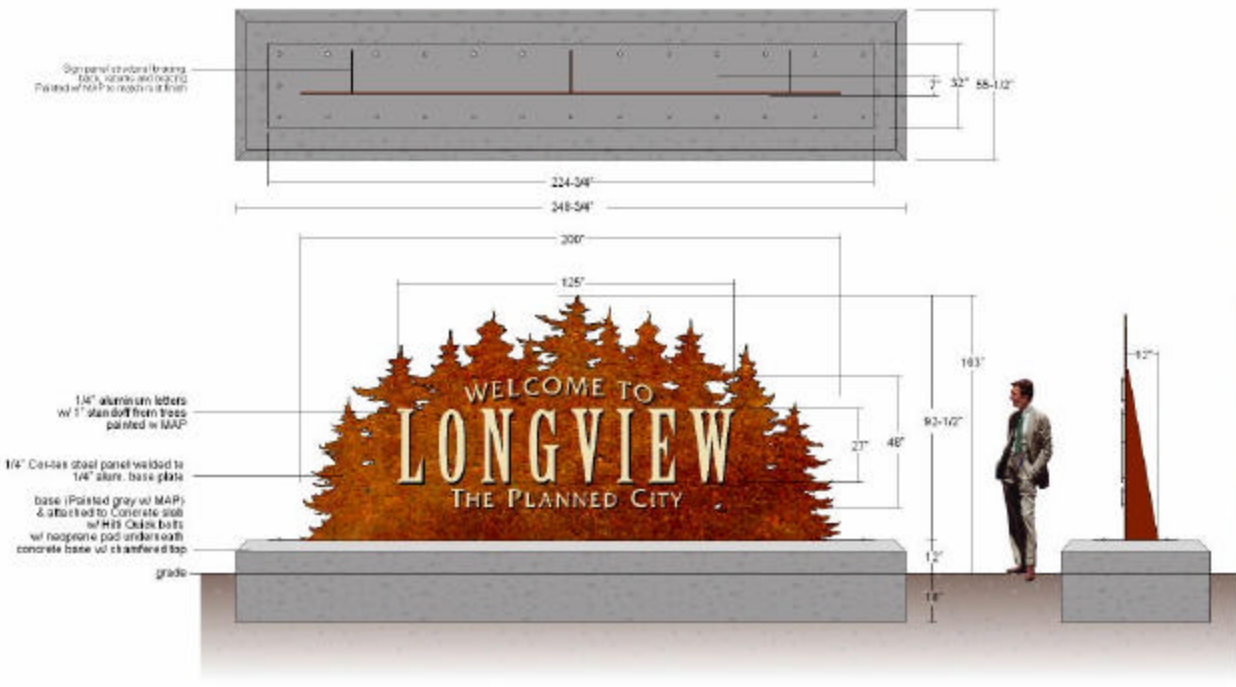 Sign panel structural bracing,
back, returns and bracing
Painted w/ MAP to match rust finish
7"
32"
55-1/2"
224-3/4"
248-3/4"
200"
125"
103"
12"
1/4" aluminum letters
w/ 1" standoff from trees
painted w MAP
WELCOME TO
LONGVIEW
THE PLANNED CITY
27"
48"
92-1/2"
1/4" Cor-ten steel panel welded to
1/4" alum. base plate
base (Painted gray w/ MAP)
& attached to Concrete slab
w/ Hilti Quick bolts
w/ neoprene pad underneath
concrete base w/ chamfered top
12"
grade
18"